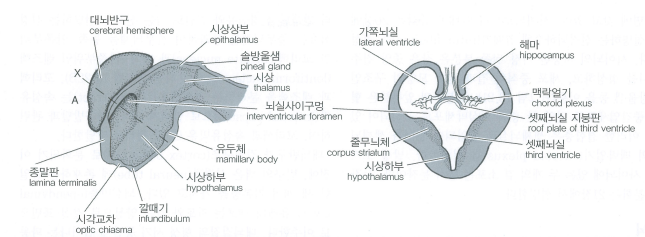 대뇌반구
cerebral hemisphere
시상상부
epithalamus
솔방울샘
pineal gland
시상
thalamus
X
A
뇌실사이구멍
interventricular foramen
유두체
mamillary body
시상하부
hypothalamus
종말판
lamina terminalis
깔때기
infundibulum
시각교차
optic chiasma
가쪽뇌실
lateral ventricle
해마
hippocampus
B
맥락얼기
choroid plexus
셋째뇌실 지붕판
roof plate of third ventricle
줄무늬체
corpus striatum
셋째뇌실
third ventricle
시상하부
hypothalamus